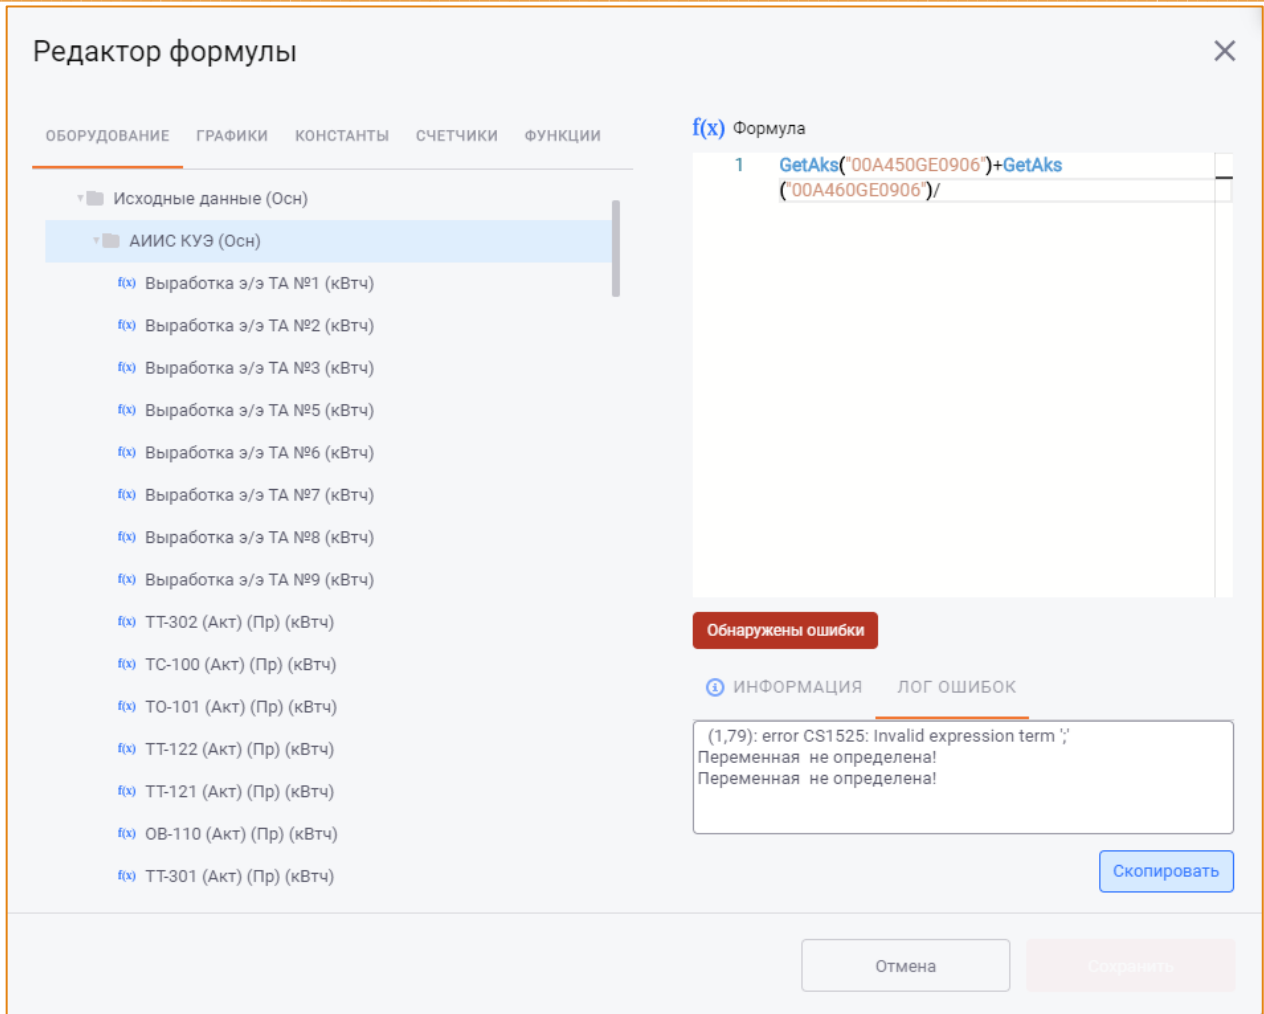 Редактор формулы
ОБОРУДОВАНИЕ ГРАФИКИ КОНСТАНТЫ СЧЕТЧИКИ ФУНКЦИИ
Исходные данные (Осн)
АИИС КУЭ (Осн)
f(x) Выработка э/э ТА №1 (кВтч)
f(x) Выработка э/э ТА №2 (кВтч)
f(x) Выработка э/э ТА №3 (кВтч)
f(x) Выработка э/э ТА №5 (кВтч)
f(x) Выработка э/э ТА №6 (кВтч)
f(x) Выработка э/э ТА №7 (кВтч)
f(x) Выработка э/э ТА №8 (кВтч)
f(x) Выработка э/э ТА №9 (кВтч)
f(x) ТТ-302 (Акт) (Пр) (кВтч)
f(x) ТС-100 (Акт) (Пр) (кВтч)
f(x) ТО-101 (Акт) (Пр) (кВтч)
f(x) ТТ-122 (Акт) (Пр) (кВтч)
f(x) ТТ-121 (Акт) (Пр) (кВтч)
f(x) ОВ-110 (Акт) (Пр) (кВтч)
f(x) ТТ-301 (Акт) (Пр) (кВтч)
f(x) Формула
1 GetAks("00A450GE0906")+GetAks
("00A460GE0906")/
Обнаружены ошибки
ИНФОРМАЦИЯ ЛОГ ОШИБОК
(1,79): error CS1525: Invalid expression term ';'
Переменная не определена!
Переменная не определена!
Скопировать
Отмена Сохранить